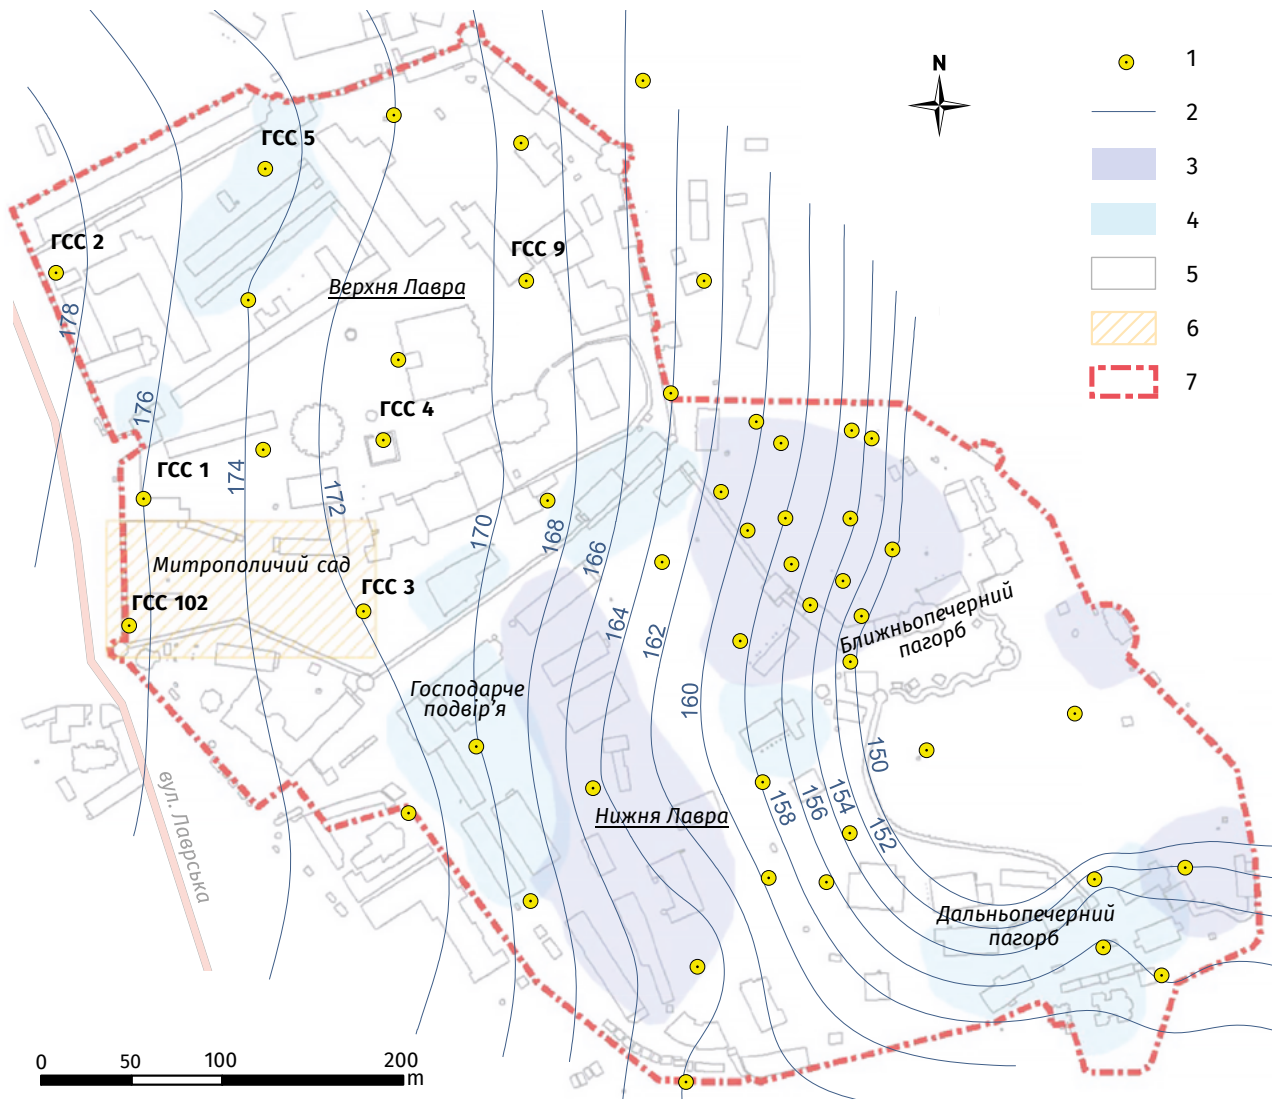 N
1
2
3
4
5
6
7
ГСС 5
ГСС 2
ГСС 9
Верхня Лавра
178
176
ГСС 4
ГСС 1
174
172
170
168
166
164
162
160
Митрополичий сад
ГСС 3
ГСС 102
Ближньопечерний
пагорб
Господарче
подвір’я
Нижня Лавра
158
156
154
152
150
вул. Лаврська
Дальньопечерний
пагорб
0 50 100 200
m